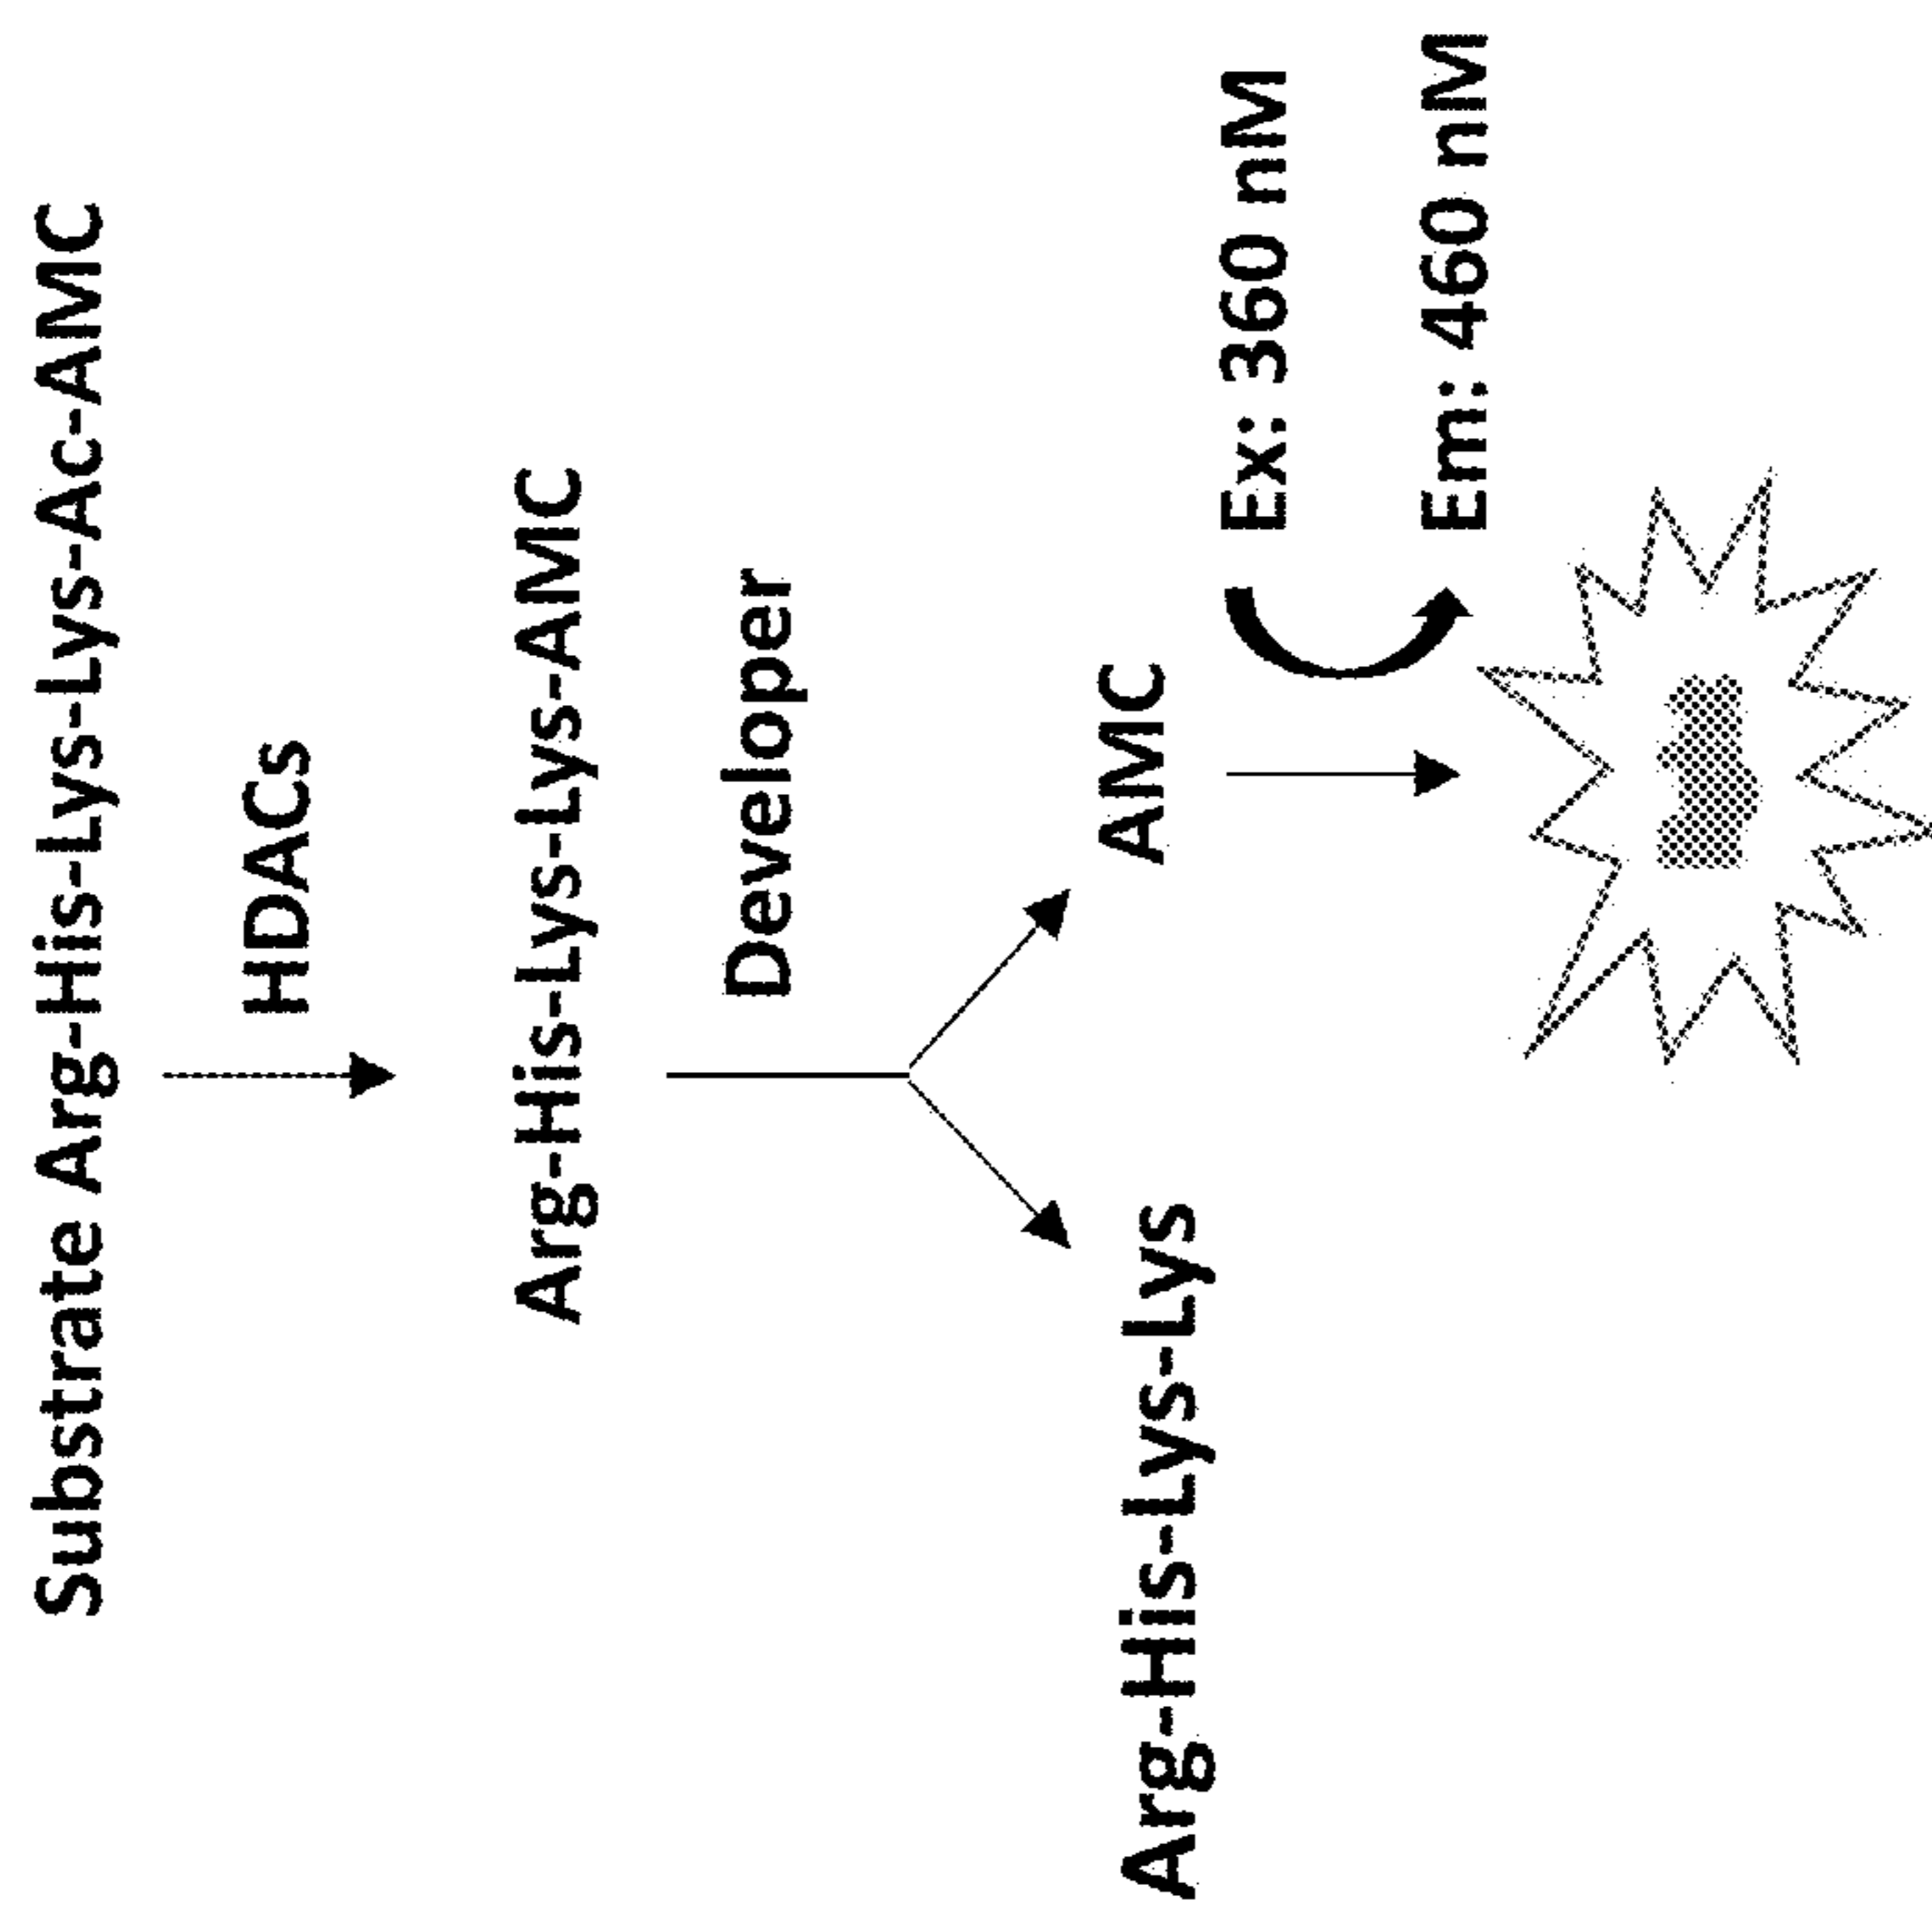 Substrate Arg-His-Lys-Lys-Ac-AMC
HDACs
Arg-His-Lys-Lys-AMC
Developer
Arg-His-Lys-Lys
AMC
Ex: 360 nM
Em: 460 nM